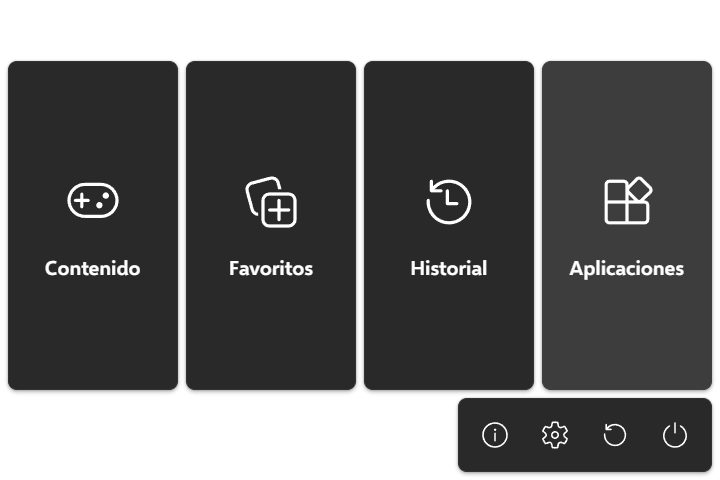 Contenido
Favoritos
Historial
Aplicaciones